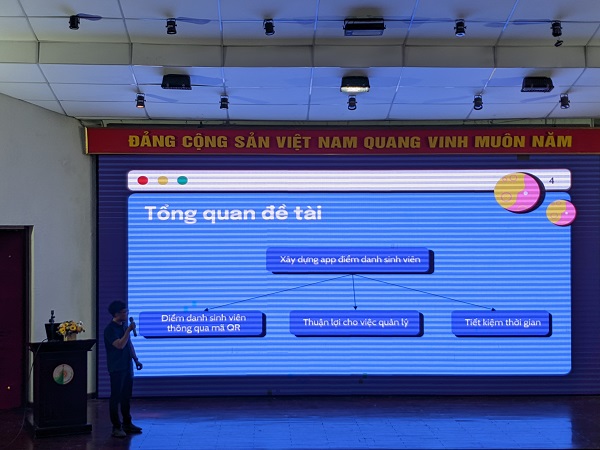 ĐẢNG CỘNG SẢN VIỆT NAM QUANG VINH MUÔN NĂM
4
Tổng quan đề tài
Xây dựng app điểm danh sinh viên
Điểm danh sinh viên
thông qua mã QR
Thuận lợi cho việc quản lý
Tiết kiệm thời gian